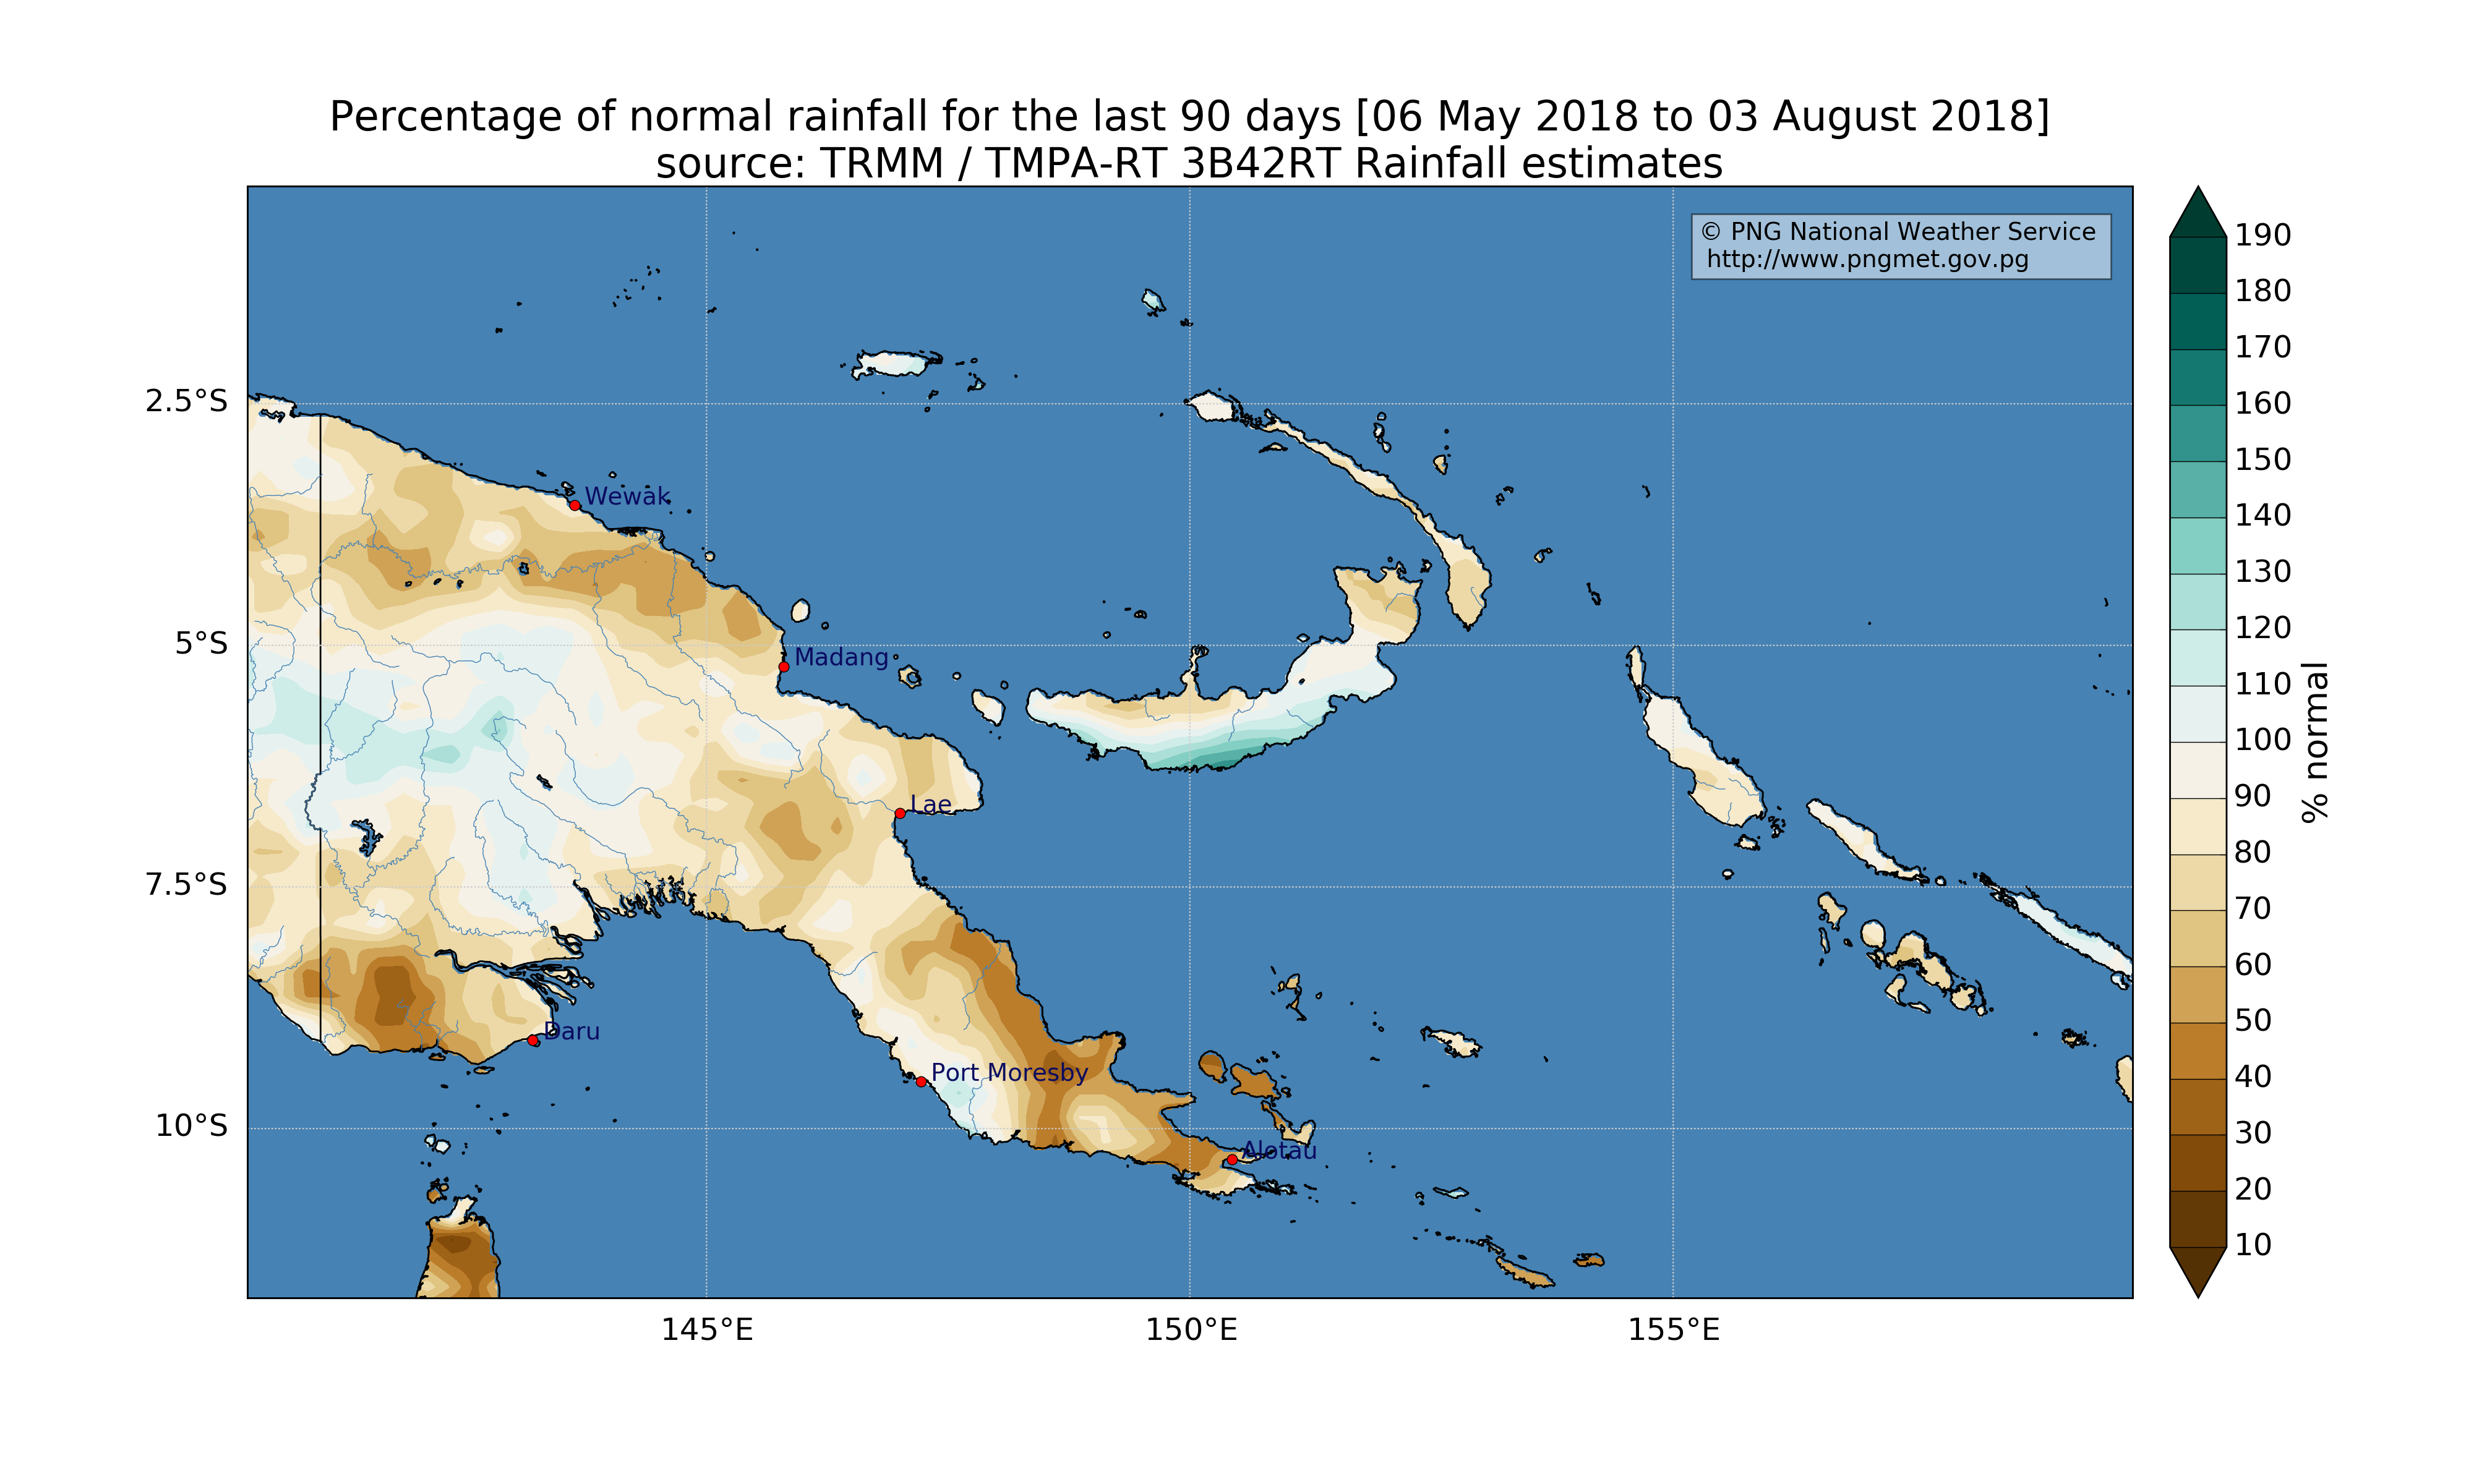 Percentage of normal rainfall for the last 90 days [06 May 2018 to 03 August 2018]
source: TRMM / TMPA-RT 3B42RT Rainfall estimates
© PNG National Weather Service
http://www.pngmet.gov.pg
2.5°S
5°S
7.5°S
10°S
Wewak
Madang
Lae
Daru
Port Moresby
Alotau
145°E
150°E
155°E
190
180
170
160
150
140
130
120
110
100
90
80
70
60
50
40
30
20
10
% normal